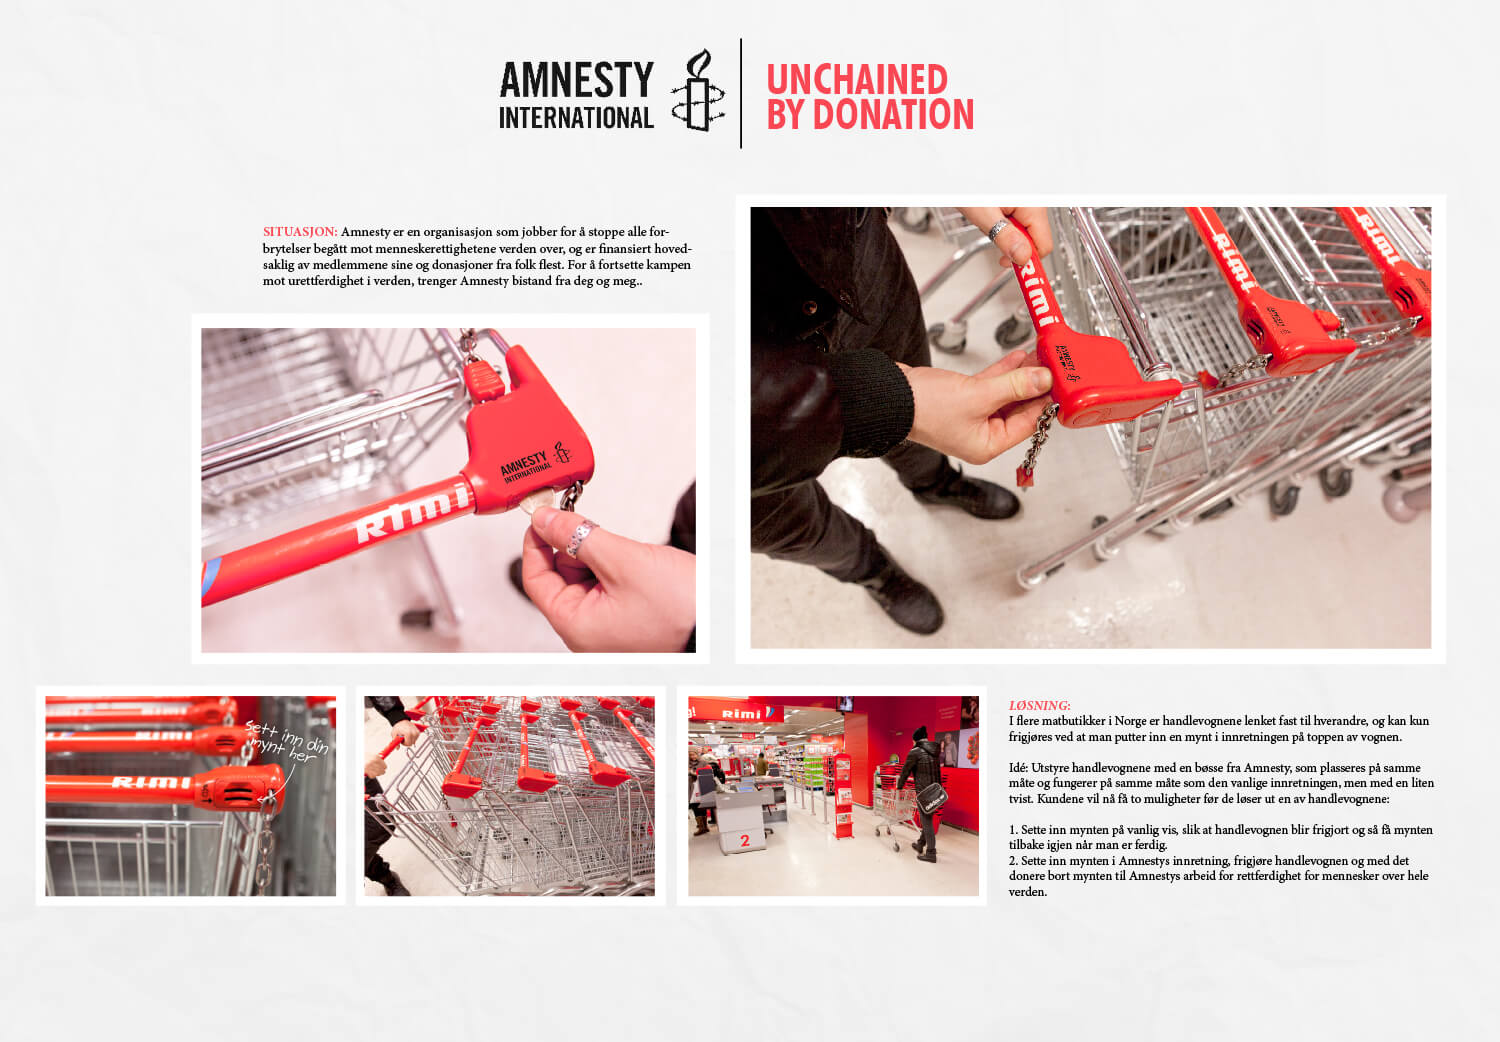 AMNESTY
INTERNATIONAL
UNCHAINED
BY DONATION
SITUASJON: Amnesty er en organisasjon som jobber for å stoppe alle for-
brytelser begått mot menneskerettighetene verden over, og er finansiert hoved-
saklig av medlemmene sine og donasjoner fra folk flest. For å fortsette kampen
mot urettferdighet i verden, trenger Amnesty bistand fra deg og meg..
AMNESTY
INTERNATIONAL
Rimi
Rimi
AMNESTY
INTERNATIONAL
Rimi
Rimi
Sett inn din
mynt her
Rimi
Rimi
2
adidas
LØSNING:
I flere matbutikker i Norge er handlevognene lenket fast til hverandre, og kan kun
frigjøres ved at man putter inn en mynt i innretningen på toppen av vognen.
Idé: Utstyre handlevognene med en bøsse fra Amnesty, som plasseres på samme
måte og fungerer på samme måte som den vanlige innretningen, men med en liten
tvist. Kundene vil nå få to muligheter før de løser ut en av handlevognene:
1. Sette inn mynten på vanlig vis, slik at handlevognen blir frigjort og så få mynten
tilbake igjen når man er ferdig.
2. Sette inn mynten i Amnestys innretning, frigjøre handlevognen og med det
donere bort mynten til Amnestys arbeid for rettferdighet for mennesker over hele
verden.